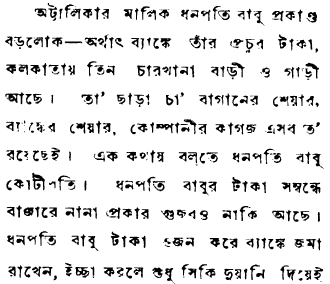 অট্টালিকার মালিক ধনপতি বাবু প্রকাণ্ড
বড়লোক—অর্থাৎ ব্যাঙ্কে তাঁর প্রচুর টাকা,
কলকাতায় তিন চারখানা বাড়ী ও গাড়ী
আছে। তা' ছাড়া চা' বাগানের শেয়ার,
ব্যাঙ্কের শেয়ার, কোম্পানীর কাগজ এসব ত'
রয়েছেই। এক কথায় বল্‌তে ধনপতি বাবু
কোটীপতি। ধনপতি বাবুর টাকা সম্বন্ধে
বাজারে নানা প্রকার গুজবও নাকি আছে।
ধনপতি বাবু টাকা ওজন করে ব্যাঙ্কে জমা
রাখেন, ইচ্ছা করলে শুধু সিকি দুয়ানি দিয়েই